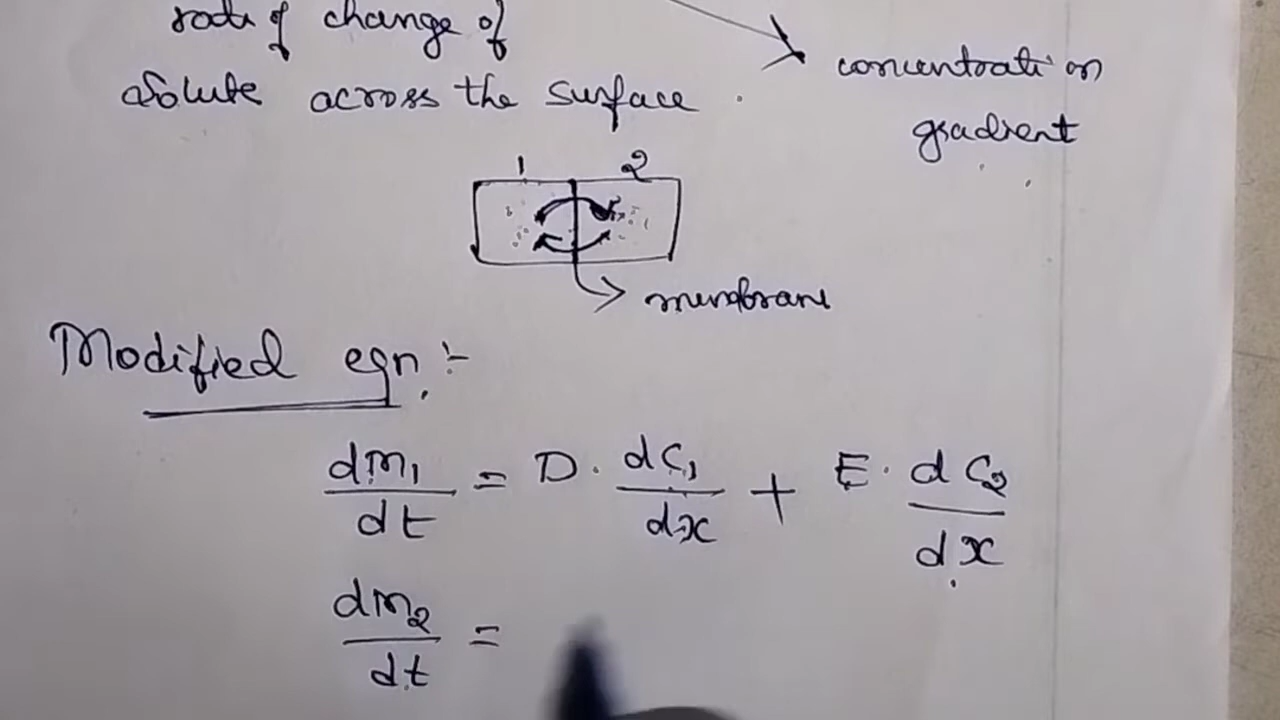 rate of change of
solute across the surface.
concentration
gradient
1 2
membrane
Modified eqn:-
dm₁/dt = D. dC₁/dx + E. dC₂/dx
dm₂/dt =